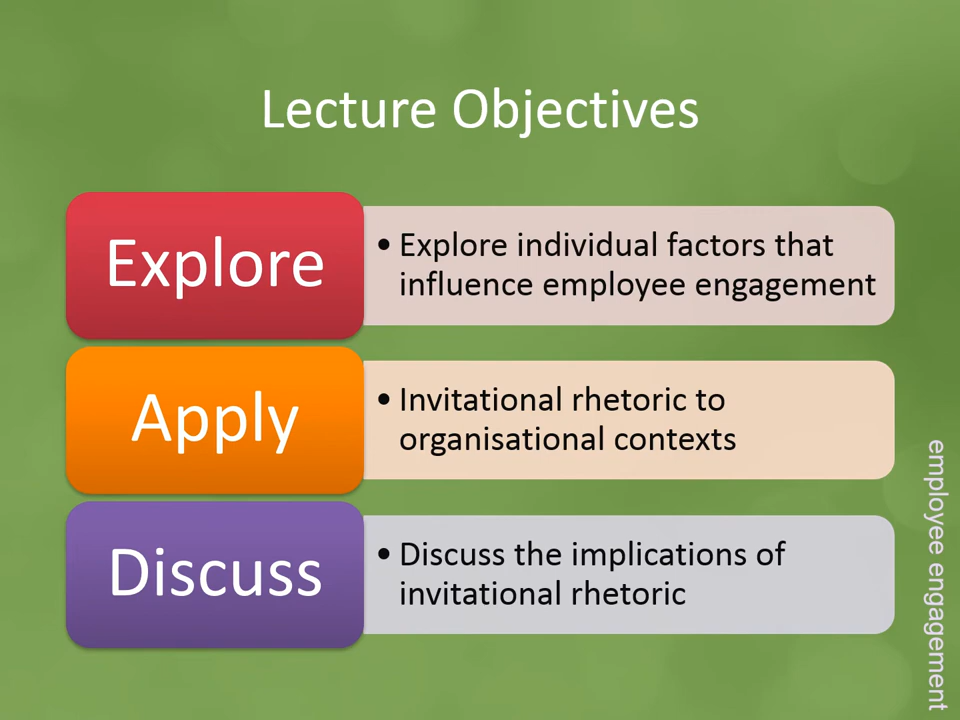 Lecture Objectives
Explore
• Explore individual factors that
influence employee engagement
Apply
• Invitational rhetoric to
organisational contexts
Discuss
• Discuss the implications of
invitational rhetoric
employee engagement